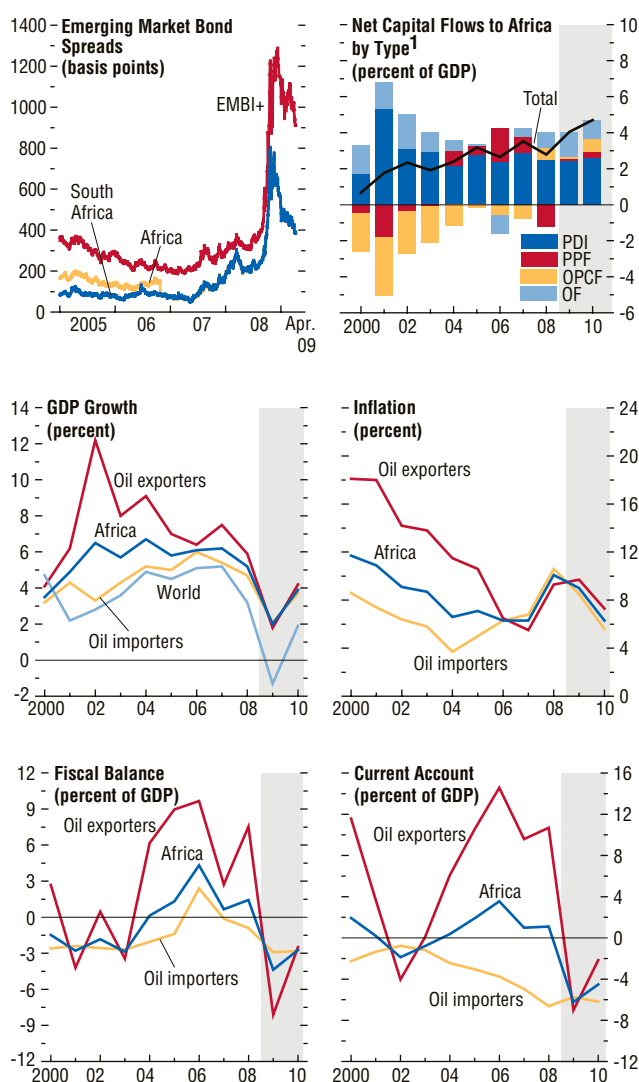 Emerging Market Bond
Spreads
(basis points)
1400
1200
1000
800
600
400
200
0
EMBI+
South
Africa
Africa
2005
06
07
08
Apr.
09
Net Capital Flows to Africa
by Type1
(percent of GDP)
10
8
6
4
2
0
-2
-4
-6
Total
PDI
PPF
OPCF
OF
2000
02
04
06
08
10
GDP Growth
(percent)
14
12
10
8
6
4
2
0
-2
Oil exporters
Africa
World
Oil importers
2000
02
04
06
08
10
Inflation
(percent)
24
20
16
12
8
4
0
Oil exporters
Africa
Oil importers
2000
02
04
06
08
10
Fiscal Balance
(percent of GDP)
12
9
6
3
0
-3
-6
-9
-12
Oil exporters
Africa
Oil importers
2000
02
04
06
08
10
Current Account
(percent of GDP)
16
12
8
4
0
-4
-8
-12
Oil exporters
Africa
Oil importers
2000
02
04
06
08
10